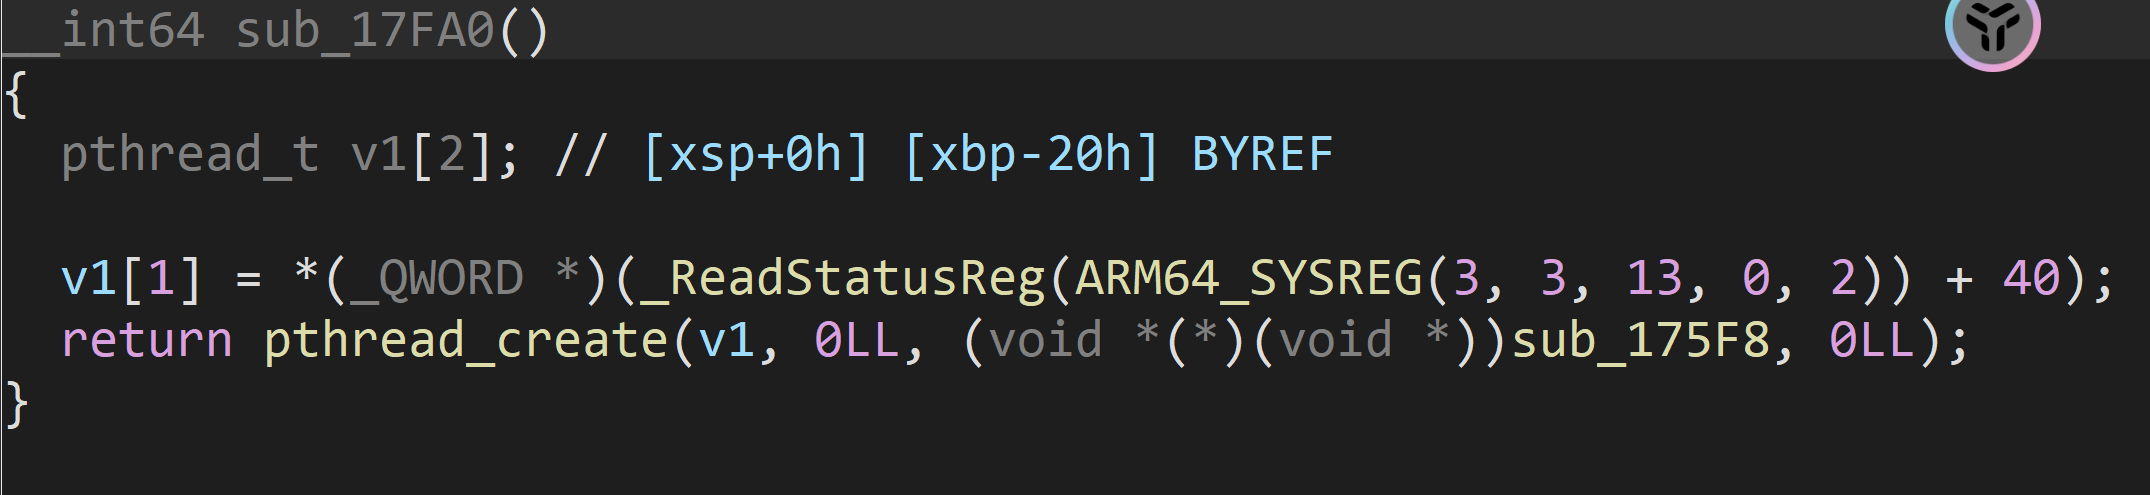 __int64 sub_17FA0()
{
  pthread_t v1[2]; // [xsp+0h] [xbp-20h] BYREF

  v1[1] = *(_QWORD *)(_ReadStatusReg(ARM64_SYSREG(3, 3, 13, 0, 2)) + 40);
  return pthread_create(v1, 0LL, (void *(*)(void *))sub_175F8, 0LL);
}